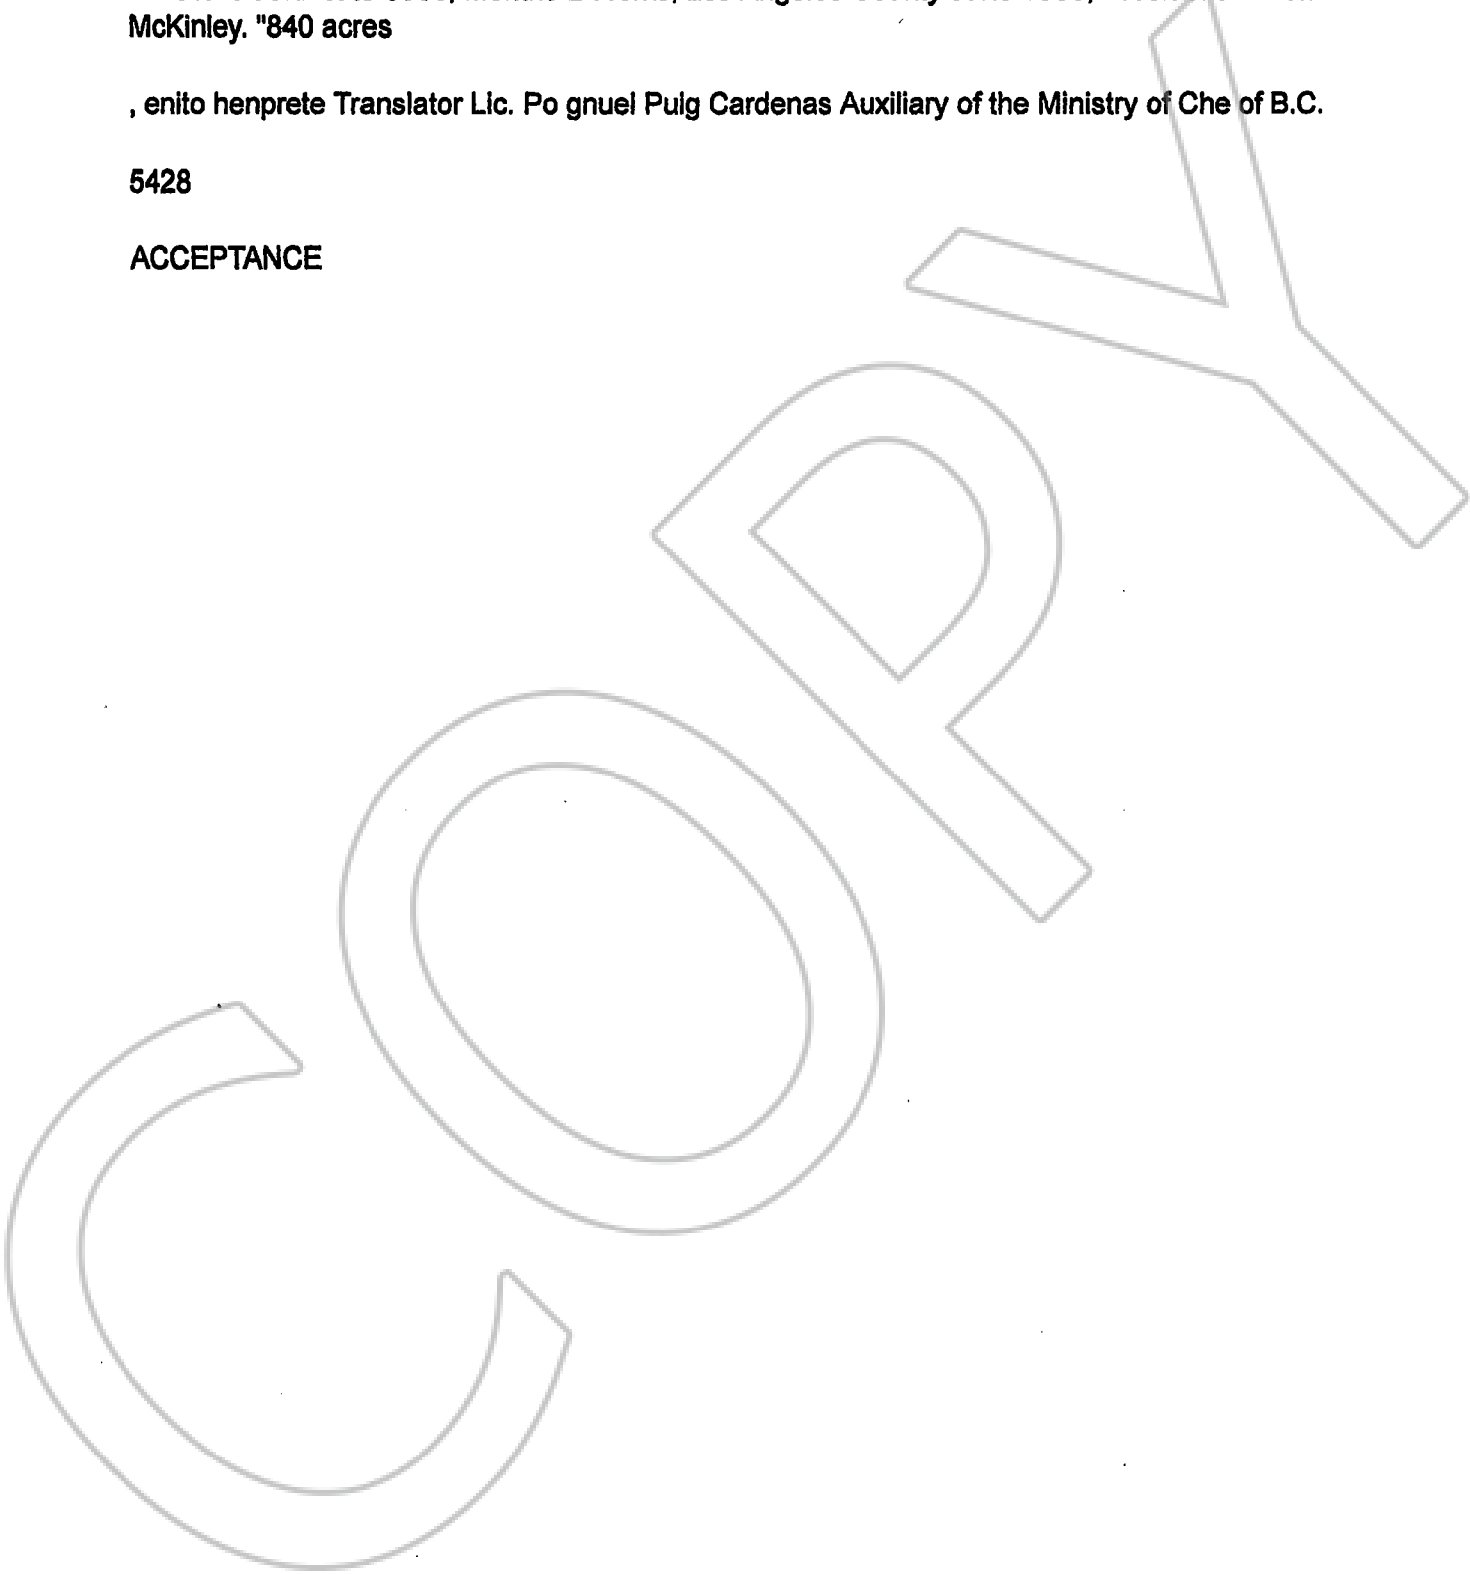 McKinley. "840 acres
, enito henprete Translator Lic. Po gnuel Puig Cardenas Auxiliary of the Ministry of Che of B.C.
5428
ACCEPTANCE
COPY